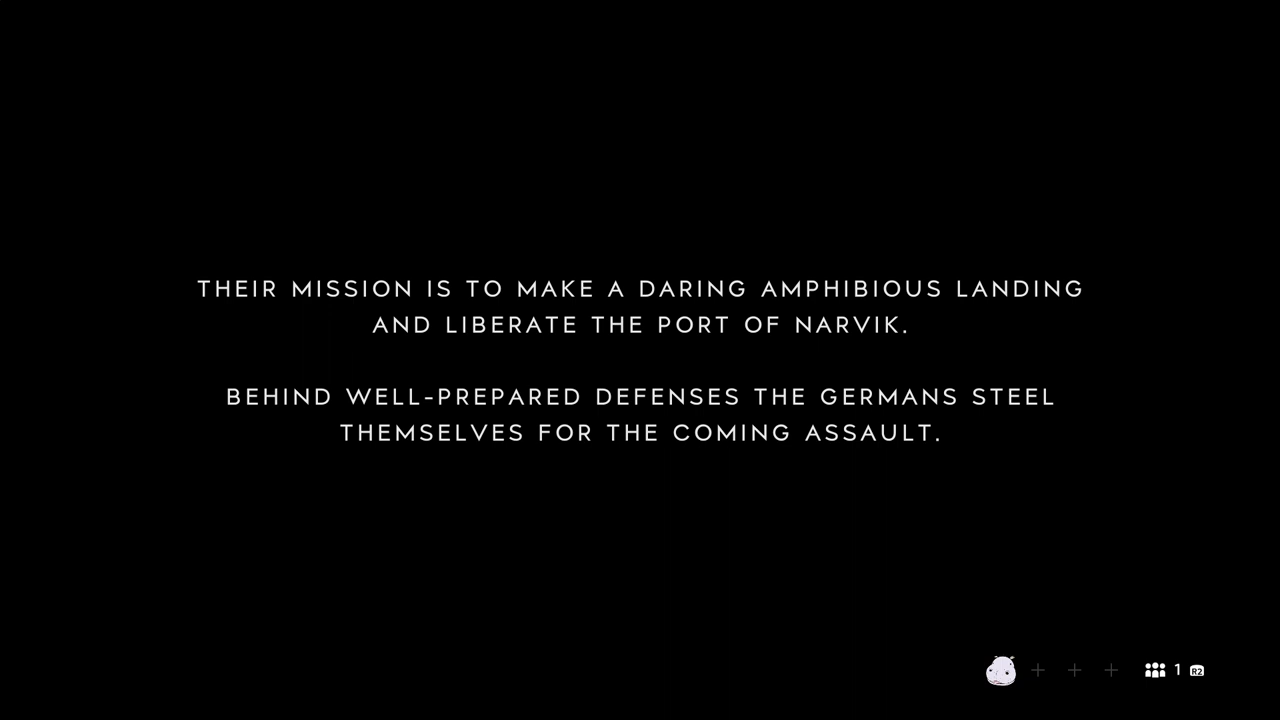 THEIR MISSION IS TO MAKE A DARING AMPHIBIOUS LANDING
AND LIBERATE THE PORT OF NARVIK.
BEHIND WELL-PREPARED DEFENSES THE GERMANS STEEL
THEMSELVES FOR THE COMING ASSAULT.
1 R2